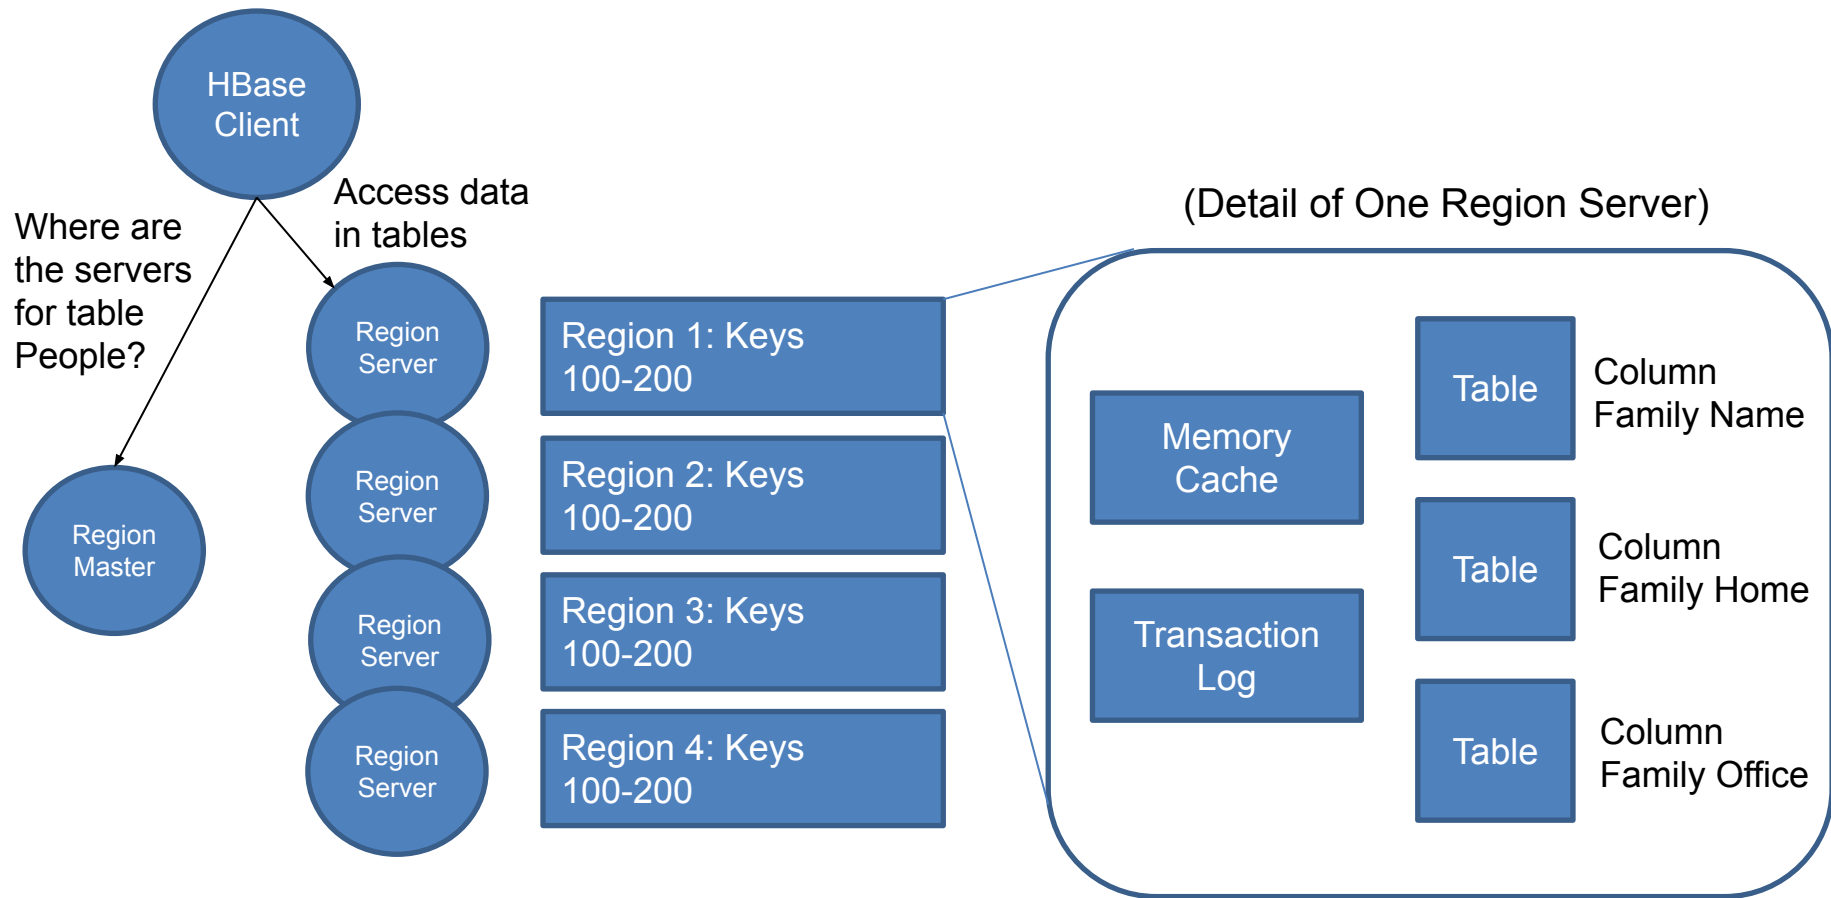 HBase
Client
Access data
in tables
Where are
the servers
for table
People?
Region
Master
Region
Server
Region
Server
Region
Server
Region
Server
Region 1: Keys
100-200
Region 2: Keys
100-200
Region 3: Keys
100-200
Region 4: Keys
100-200
(Detail of One Region Server)
Memory
Cache
Transaction
Log
Table
Column
Family Name
Table
Column
Family Home
Table
Column
Family Office